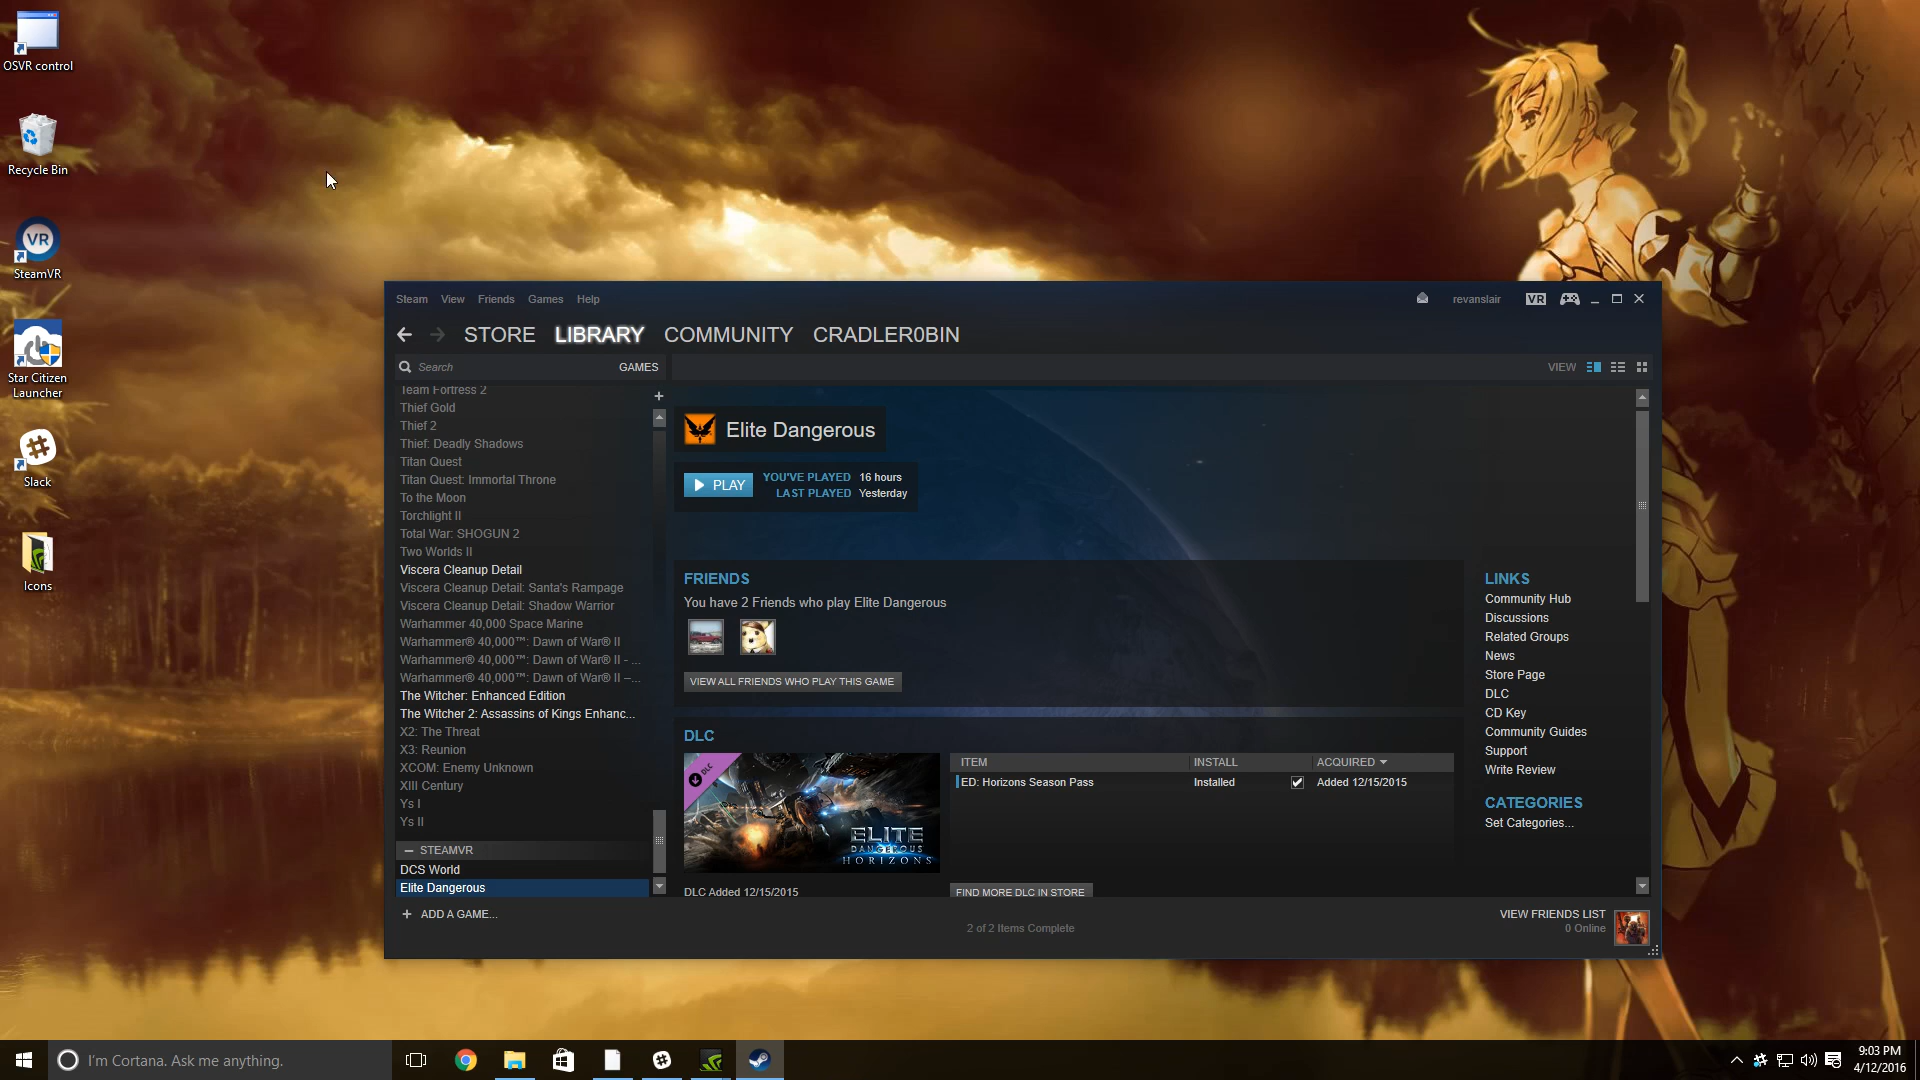 OSVR control
Recycle Bin
VR
SteamVR
Star Citizen
Launcher
Slack
Icons
Steam View Friends Games Help
revanslair VR
STORE LIBRARY COMMUNITY CRADLER0BIN
Search GAMES
VIEW
Team Fortress 2
Thief Gold
Thief 2
Thief: Deadly Shadows
Titan Quest
Titan Quest: Immortal Throne
To the Moon
Torchlight II
Total War: SHOGUN 2
Two Worlds II
Viscera Cleanup Detail
Viscera Cleanup Detail: Santa's Rampage
Viscera Cleanup Detail: Shadow Warrior
Warhammer 40,000 Space Marine
Warhammer® 40,000™: Dawn of War® II
Warhammer® 40,000™: Dawn of War® II - ...
Warhammer® 40,000™: Dawn of War® II –...
The Witcher: Enhanced Edition
The Witcher 2: Assassins of Kings Enhanc...
X2: The Threat
X3: Reunion
XCOM: Enemy Unknown
XIII Century
Ys I
Ys II
STEAMVR
DCS World
Elite Dangerous
+ ADD A GAME...
Elite Dangerous
PLAY
YOU'VE PLAYED 16 hours
LAST PLAYED Yesterday
FRIENDS
You have 2 Friends who play Elite Dangerous
VIEW ALL FRIENDS WHO PLAY THIS GAME
DLC
DLC
ELITE
DANGEROUS
HORIZONS
DLC Added 12/15/2015
ITEM INSTALL ACQUIRED
ED: Horizons Season Pass Installed Added 12/15/2015
FIND MORE DLC IN STORE
LINKS
Community Hub
Discussions
Related Groups
News
Store Page
DLC
CD Key
Community Guides
Support
Write Review
CATEGORIES
Set Categories...
2 of 2 Items Complete
VIEW FRIENDS LIST
0 Online
I'm Cortana. Ask me anything.
9:03 PM
4/12/2016